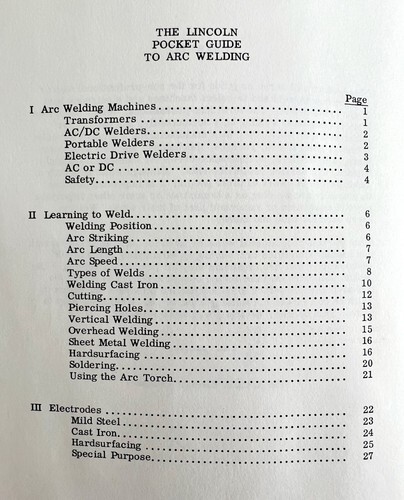 THE LINCOLN
POCKET GUIDE
TO ARC WELDING
Page
I Arc Welding Machines 1
Transformers 1
AC/DC Welders 2
Portable Welders 2
Electric Drive Welders 3
AC or DC 4
Safety 4
II Learning to Weld 6
Welding Position 6
Arc Striking 6
Arc Length 7
Arc Speed 7
Types of Welds 8
Welding Cast Iron 10
Cutting 12
Piercing Holes 13
Vertical Welding 13
Overhead Welding 15
Sheet Metal Welding 16
Hardsurfacing 16
Soldering 20
Using the Arc Torch 21
III Electrodes 22
Mild Steel 23
Cast Iron 24
Hardsurfacing 25
Special Purpose 27